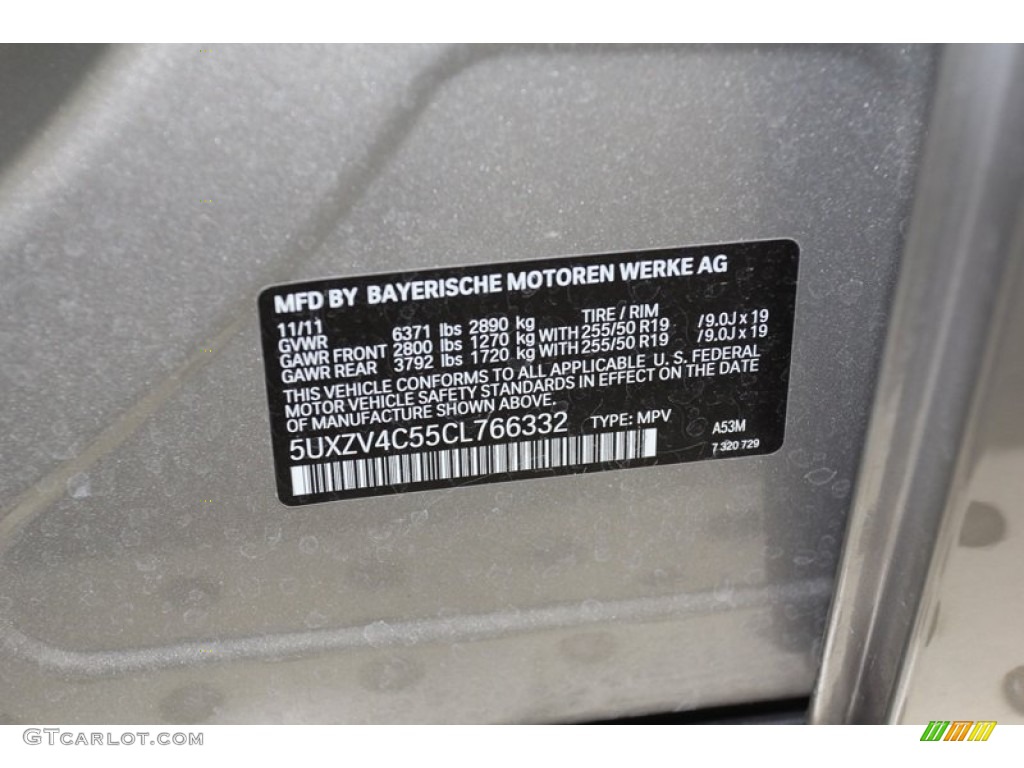 MFD BY BAYERISCHE MOTOREN WERKE AG
11/11 TIRE / RIM
GVWR 6371 lbs 2890 kg
GAWR FRONT 2800 lbs 1270 kg WITH 255/50 R19 /9.0J x 19
GAWR REAR 3792 lbs 1720 kg WITH 255/50 R19 /9.0J x 19
THIS VEHICLE CONFORMS TO ALL APPLICABLE U. S. FEDERAL
MOTOR VEHICLE SAFETY STANDARDS IN EFFECT ON THE DATE
OF MANUFACTURE SHOWN ABOVE.
5UXZV4C55CL766332 TYPE: MPV A53M
7 320 729
GTCarlot.com